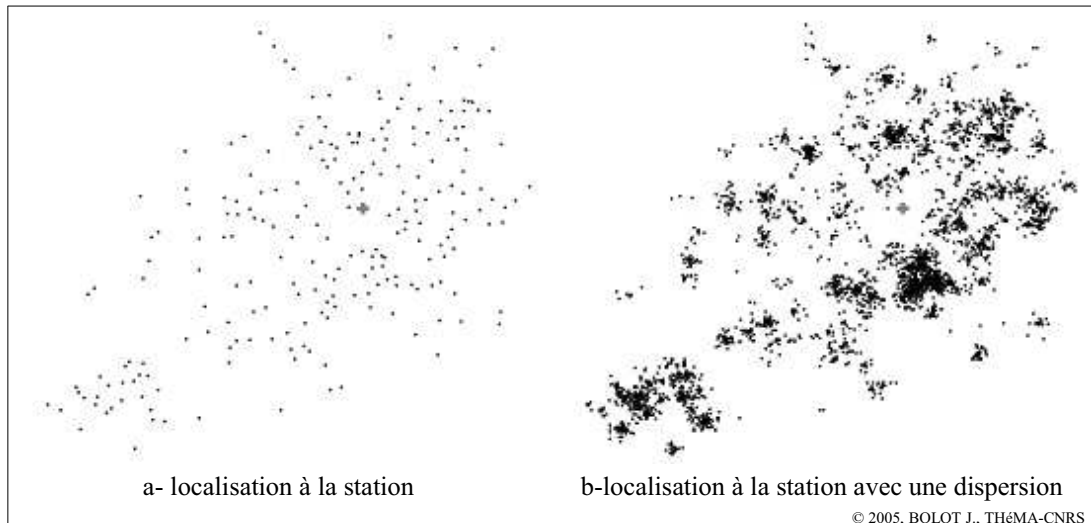 a- localisation à la station
b-localisation à la station avec une dispersion
© 2005, BOLOT J., THéMA-CNRS